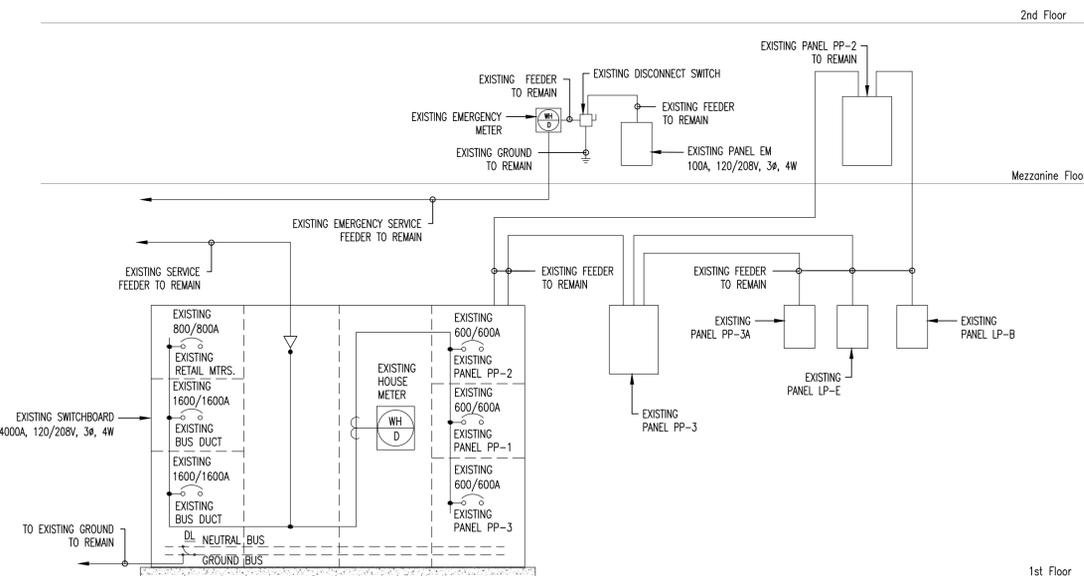 2nd Floor
EXISTING PANEL PP-2
TO REMAIN
EXISTING FEEDER
TO REMAIN
EXISTING DISCONNECT SWITCH
EXISTING FEEDER
TO REMAIN
EXISTING EMERGENCY
METER
WH
D
EXISTING GROUND
TO REMAIN
EXISTING PANEL EM
100A, 120/208V, 3ø, 4W
Mezzanine Floo
EXISTING EMERGENCY SERVICE
FEEDER TO REMAIN
EXISTING SERVICE
FEEDER TO REMAIN
EXISTING FEEDER
TO REMAIN
EXISTING FEEDER
TO REMAIN
EXISTING
PANEL PP-3A
EXISTING
PANEL LP-E
EXISTING
PANEL LP-B
EXISTING
PANEL PP-3
EXISTING SWITCHBOARD
4000A, 120/208V, 3ø, 4W
EXISTING
800/800A
EXISTING
RETAIL MTRS.
EXISTING
1600/1600A
EXISTING
BUS DUCT
EXISTING
1600/1600A
EXISTING
BUS DUCT
EXISTING
HOUSE
METER
WH
D
EXISTING
600/600A
EXISTING
PANEL PP-2
EXISTING
600/600A
EXISTING
PANEL PP-1
EXISTING
600/600A
EXISTING
PANEL PP-3
TO EXISTING GROUND
TO REMAIN
DL
NEUTRAL BUS
GROUND BUS
1st Floor